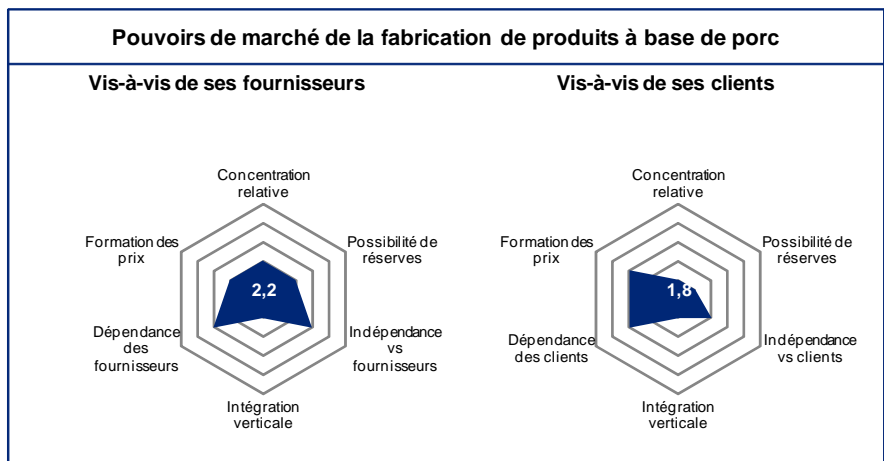 Pouvoirs de marché de la fabrication de produits à base de porc
Vis-à-vis de ses fournisseurs
Concentration
relative
Possibilité de
réserves
Indépendance
vs
fournisseurs
Intégration
verticale
Dépendance
des
fournisseurs
Formation des
prix
2,2
Vis-à-vis de ses clients
Concentration
relative
Possibilité de
réserves
Indépendance
vs clients
Intégration
verticale
Dépendance
des clients
Formation des
prix
1,8